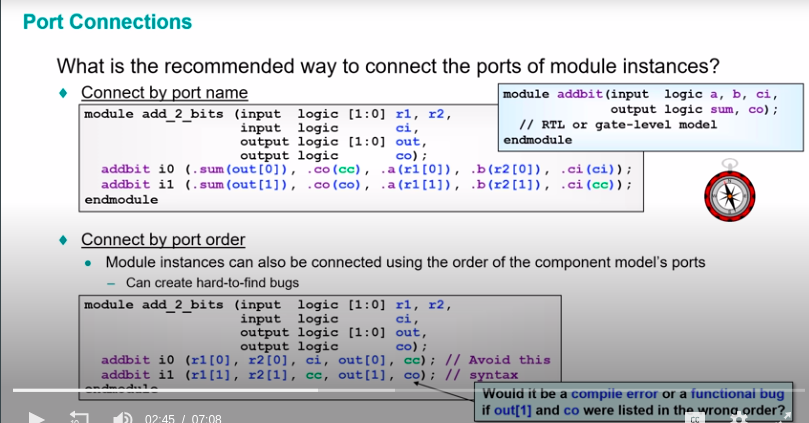 Port Connections
What is the recommended way to connect the ports of module instances?
♦ Connect by port name
module addbit(input logic a, b, ci,
output logic sum, co);
// RTL or gate-level model
endmodule
module add_2_bits (input logic [1:0] r1, r2,
input logic ci,
output logic [1:0] out,
output logic co);
addbit i0 (.sum(out[0]), .co(cc), .a(r1[0]), .b(r2[0]), .ci(ci));
addbit i1 (.sum(out[1]), .co(co), .a(r1[1]), .b(r2[1]), .ci(cc));
endmodule
♦ Connect by port order
• Module instances can also be connected using the order of the component model's ports
– Can create hard-to-find bugs
module add_2_bits (input logic [1:0] r1, r2,
input logic ci,
output logic [1:0] out,
output logic co);
addbit i0 (r1[0], r2[0], ci, out[0], cc); // Avoid this
addbit i1 (r1[1], r2[1], cc, out[1], co); // syntax
endmodule
Would it be a compile error or a functional bug
if out[1] and co were listed in the wrong order?
02:45 / 07:08